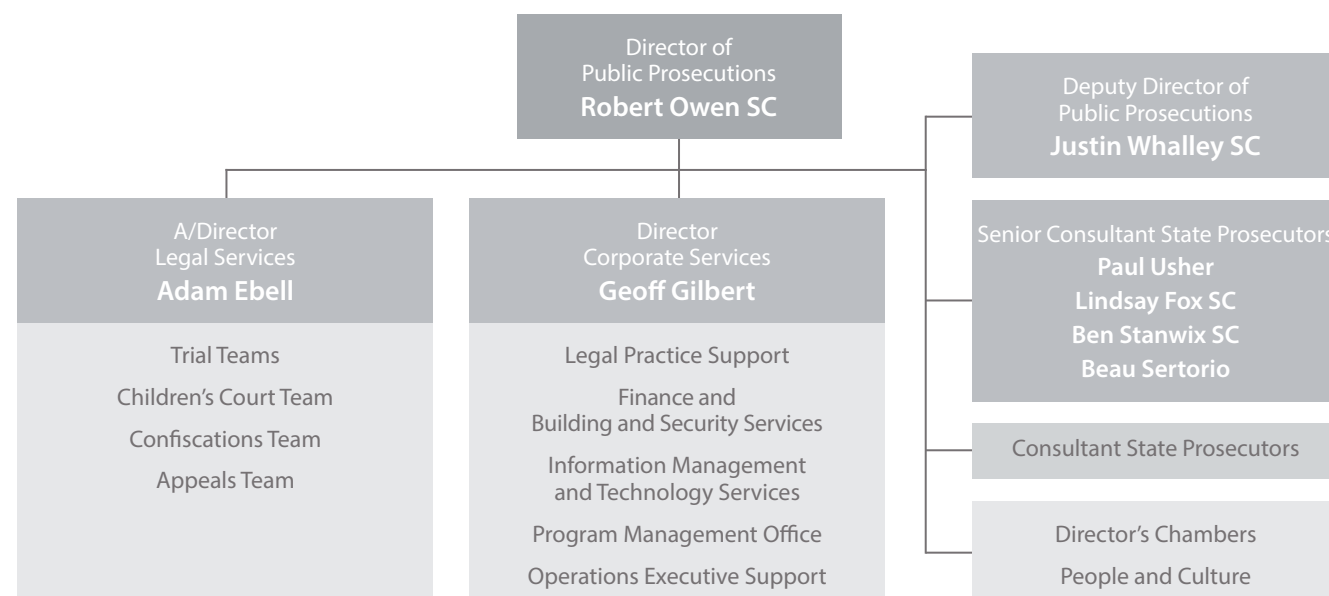 Director of
Public Prosecutions
Robert Owen SC
Deputy Director of
Public Prosecutions
Justin Whalley SC
A/Director
Legal Services
Adam Ebell
Director
Corporate Services
Geoff Gilbert
Senior Consultant State Prosecutors
Paul Usher
Lindsay Fox SC
Ben Stanwix SC
Beau Sertorio
Trial Teams
Children’s Court Team
Confiscations Team
Appeals Team
Legal Practice Support
Finance and
Building and Security Services
Information Management
and Technology Services
Program Management Office
Operations Executive Support
Consultant State Prosecutors
Director’s Chambers
People and Culture